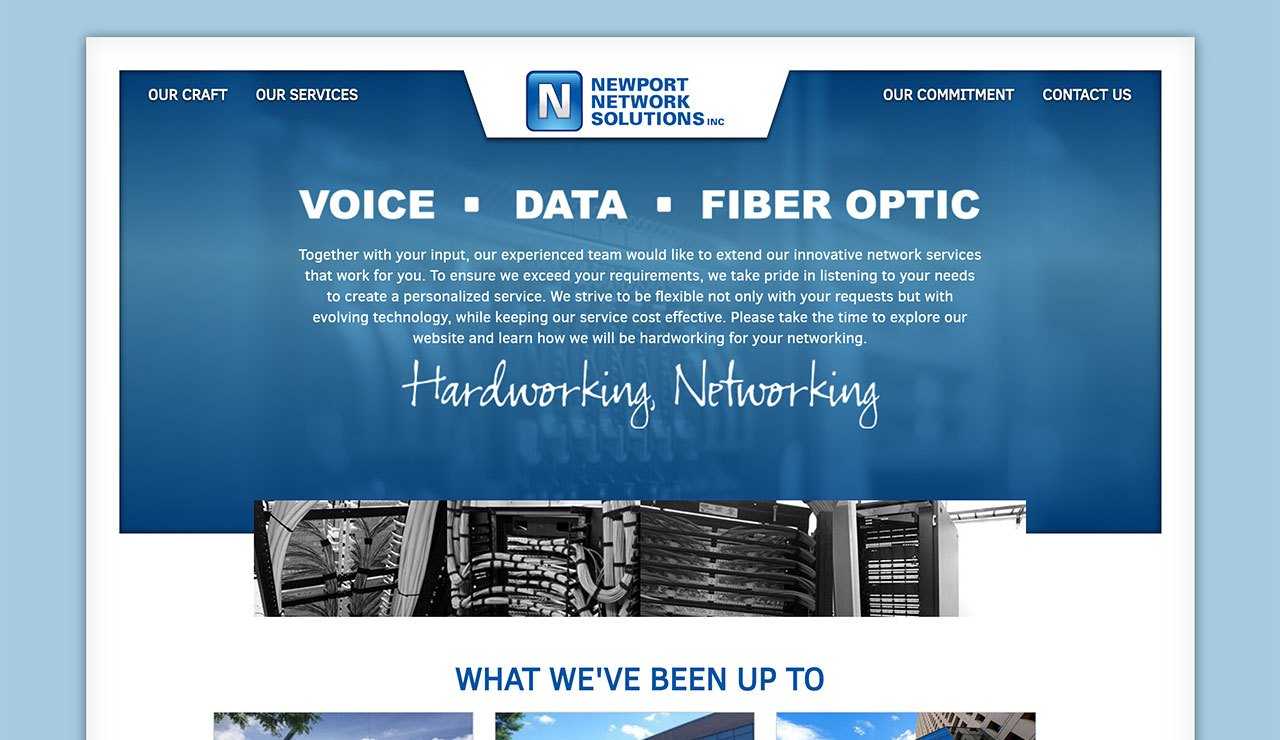 OUR CRAFT OUR SERVICES
NEWPORT
NETWORK
SOLUTIONS INC
N
OUR COMMITMENT CONTACT US
VOICE ▪ DATA ▪ FIBER OPTIC
Together with your input, our experienced team would like to extend our innovative network services
that work for you. To ensure we exceed your requirements, we take pride in listening to your needs
to create a personalized service. We strive to be flexible not only with your requests but with
evolving technology, while keeping our service cost effective. Please take the time to explore our
website and learn how we will be hardworking for your networking.
Hardworking, Networking
WHAT WE'VE BEEN UP TO